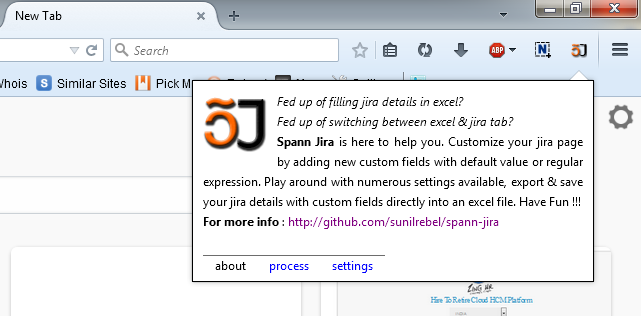 New Tab
Search
ABP
N
Whois
Similar Sites
Pick M
Fed up of filling jira details in excel?
Fed up of switching between excel & jira tab?
Spann Jira is here to help you. Customize your jira page
by adding new custom fields with default value or regular
expression. Play around with numerous settings available, export & save
your jira details with custom fields directly into an excel file. Have Fun !!!
For more info : http://github.com/sunilrebel/spann-jira
about process settings
Hire To Retire Cloud HCM Platform